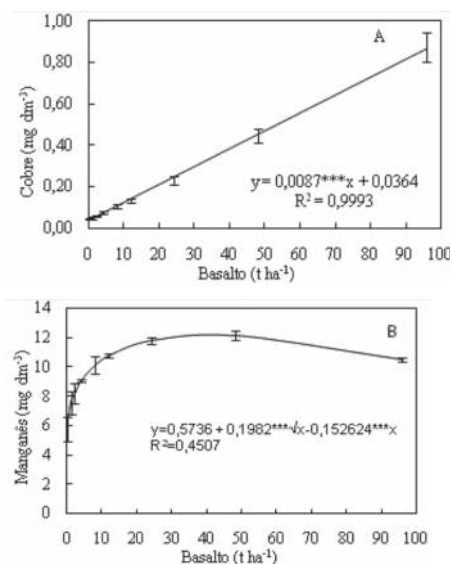 A
1,00
0,80
0,60
0,40
0,20
0,00
Cobre (mg dm-³)
y= 0,0087***x + 0,0364
R² = 0,9993
0 10 20 30 40 50 60 70 80 90 100
Basalto (t ha-¹)
B
14
12
10
8
6
4
2
0
Manganês (mg dm-³)
y=0,5736 + 0,1982***√x-0,152624***x
R²=0,4507
0 10 20 30 40 50 60 70 80 90 100
Basalto (t ha-¹)